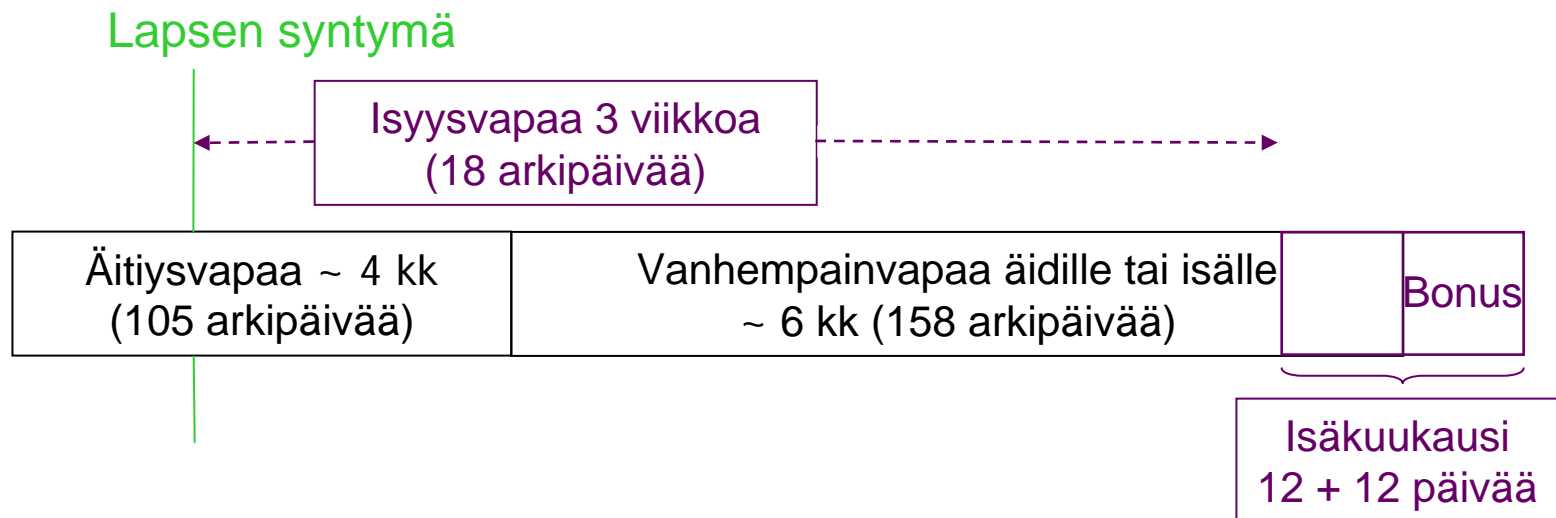 Lapsen syntymä
Isyysvapaa 3 viikkoa
(18 arkipäivää)
Äitiysvapaa ~ 4 kk
(105 arkipäivää)
Vanhempainvapaa äidille tai isälle
~ 6 kk (158 arkipäivää)
Bonus
Isäkuukausi
12 + 12 päivää